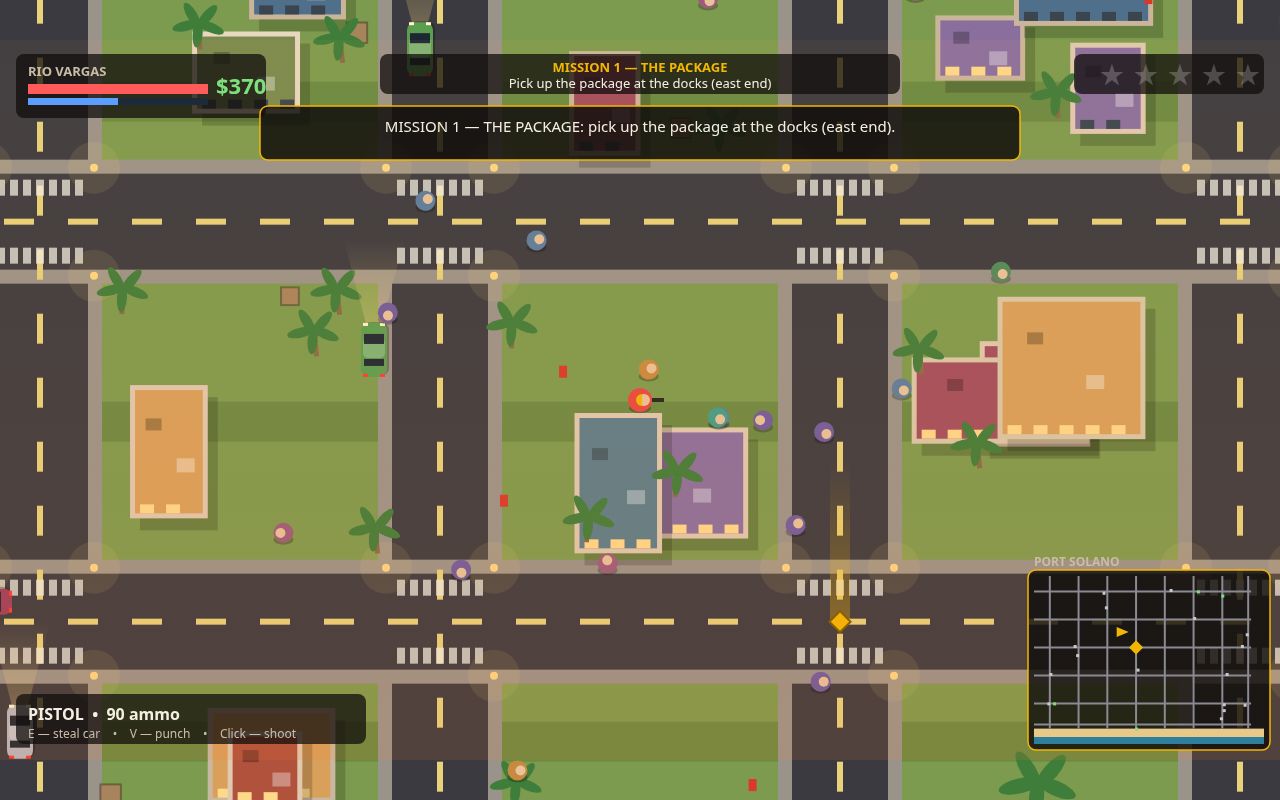 RIO VARGAS
$370
MISSION 1 — THE PACKAGE
Pick up the package at the docks (east end)
MISSION 1 — THE PACKAGE: pick up the package at the docks (east end).
PORT SOLANO
PISTOL • 90 ammo
E — steal car • V — punch • Click — shoot